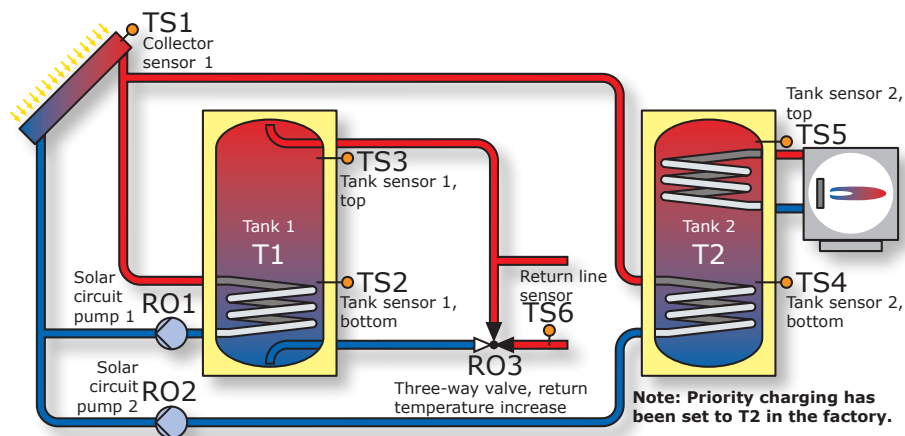 TS1
Collector
sensor 1
Tank sensor 2,
top
TS5
TS3
Tank sensor 1,
top
Tank 1
T1
Tank 2
T2
Solar
circuit
pump 1
RO1
TS2
Tank sensor 1,
bottom
Return line
sensor
TS6
TS4
Tank sensor 2,
bottom
RO3
Three-way valve, return
temperature increase
Solar
circuit
pump 2
RO2
Note: Priority charging has
been set to T2 in the factory.